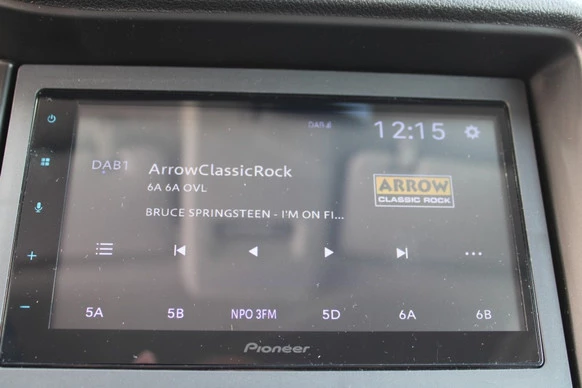 DAB 12:15
DAB1 ArrowClassicRock
6A 6A OVL
ARROW
CLASSIC ROCK
BRUCE SPRINGSTEEN - I'M ON FI...
5A 5B NPO 3FM 5D 6A 6B
Pioneer